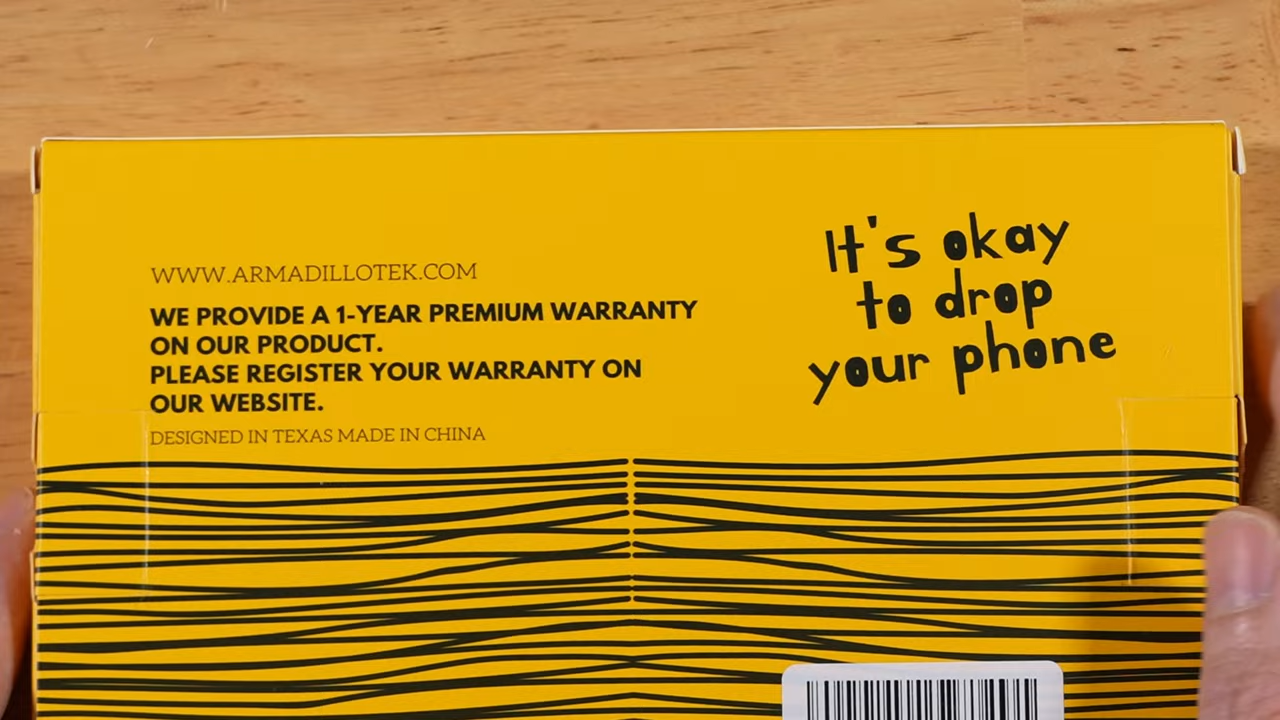 WWW.ARMADILLOTEK.COM
WE PROVIDE A 1-YEAR PREMIUM WARRANTY
ON OUR PRODUCT.
PLEASE REGISTER YOUR WARRANTY ON
OUR WEBSITE.
DESIGNED IN TEXAS MADE IN CHINA
It's okay
to drop
your phone